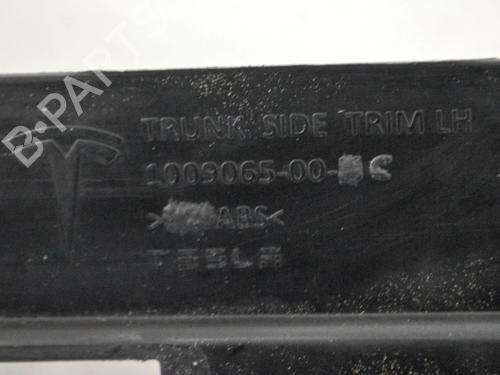 B-PARTS
TRUNK SIDE TRIM LH
1009065-00- C
> ABS<
TESLA